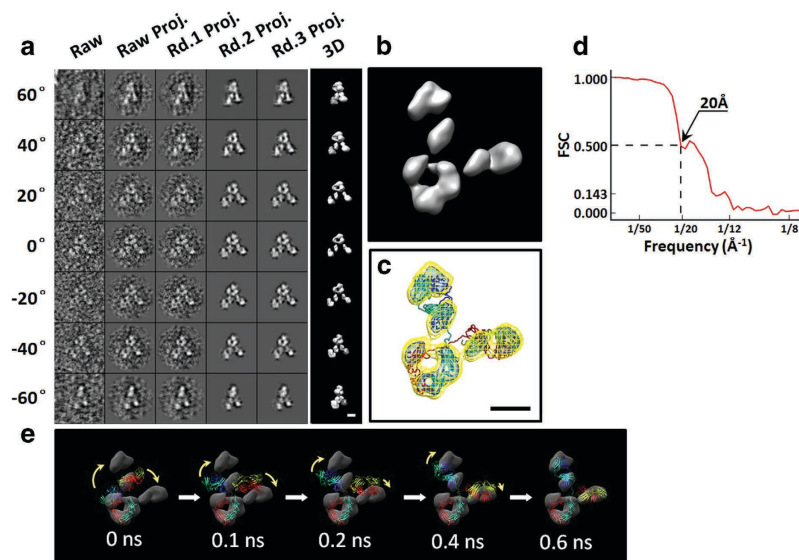 a
Raw
Raw Proj.
Rd.1 Proj.
Rd.2 Proj.
Rd.3 Proj.
3D
60°
40°
20°
0°
-20°
-40°
-60°
b
c
d
1.000
0.500
0.143
0.000
FSC
20Å
1/50
1/20
1/12
1/8
Frequency (Å⁻¹)
e
0 ns
0.1 ns
0.2 ns
0.4 ns
0.6 ns